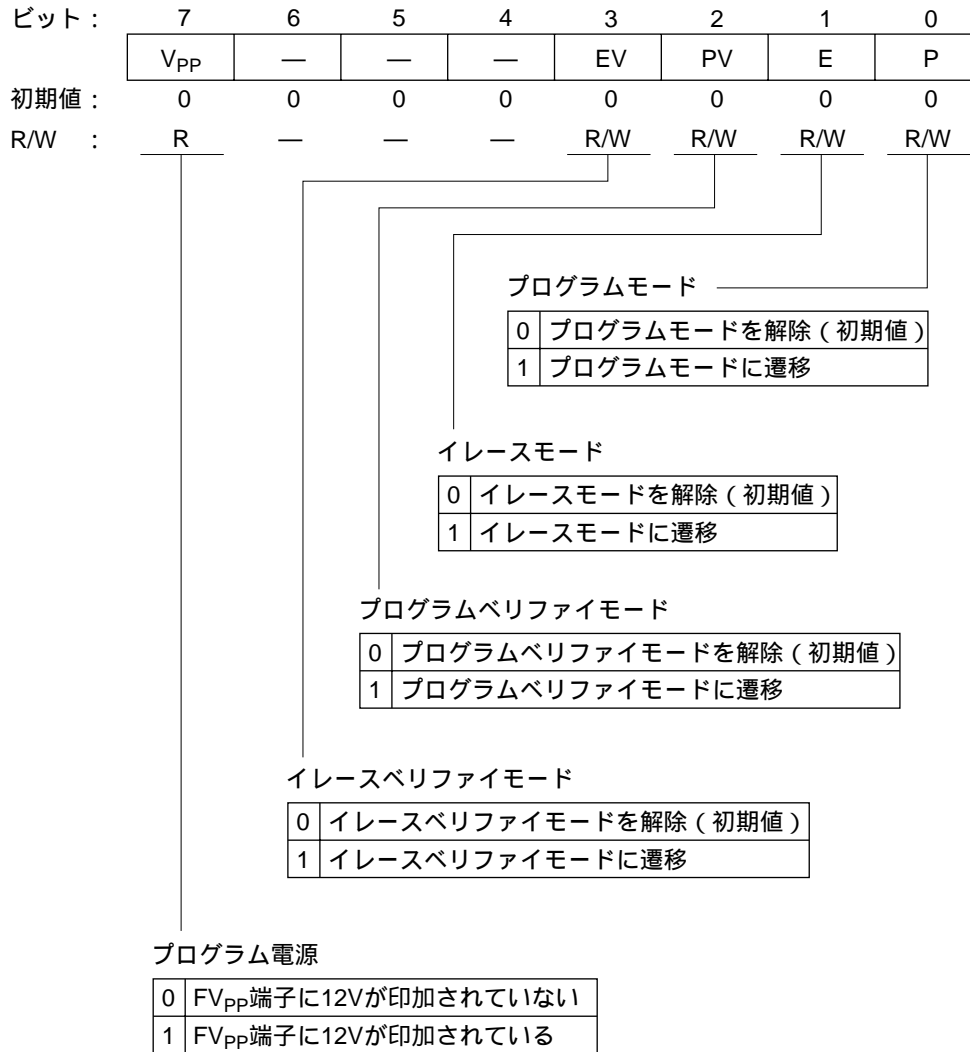 ビット： 7 6 5 4 3 2 1 0
VPP — — — EV PV E P
初期値： 0 0 0 0 0 0 0 0
R/W ： R — — — R/W R/W R/W R/W
プログラムモード
0 プログラムモードを解除（初期値）
1 プログラムモードに遷移
イレースモード
0 イレースモードを解除（初期値）
1 イレースモードに遷移
プログラムベリファイモード
0 プログラムベリファイモードを解除（初期値）
1 プログラムベリファイモードに遷移
イレースベリファイモード
0 イレースベリファイモードを解除（初期値）
1 イレースベリファイモードに遷移
プログラム電源
0 FVPP端子に12Vが印加されていない
1 FVPP端子に12Vが印加されている